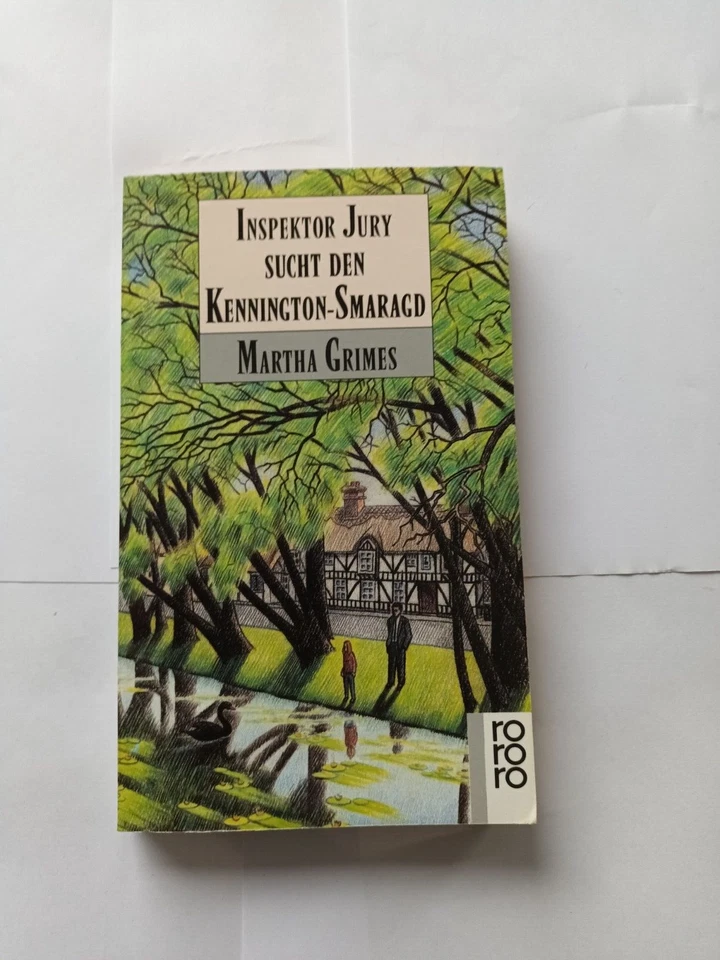 Inspektor Jury
sucht den
Kennington-Smaragd
Martha Grimes
ro
ro
ro